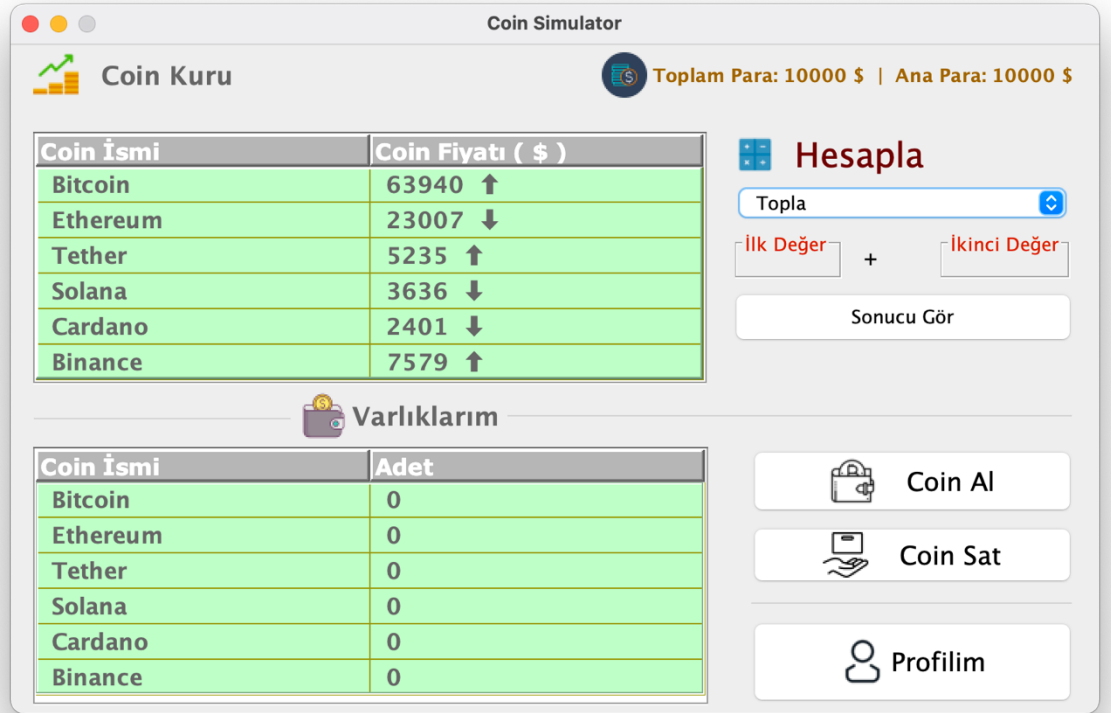 Coin Simulator
Coin Kuru
Toplam Para: 10000 $ | Ana Para: 10000 $
Coin İsmi Coin Fiyatı ( $ )
Bitcoin 63940 ⬆
Ethereum 23007 ⬇
Tether 5235 ⬆
Solana 3636 ⬇
Cardano 2401 ⬇
Binance 7579 ⬆
Hesapla
Topla
İlk Değer + İkinci Değer
Sonucu Gör
Varlıklarım
Coin İsmi Adet
Bitcoin 0
Ethereum 0
Tether 0
Solana 0
Cardano 0
Binance 0
Coin Al
Coin Sat
Profilim